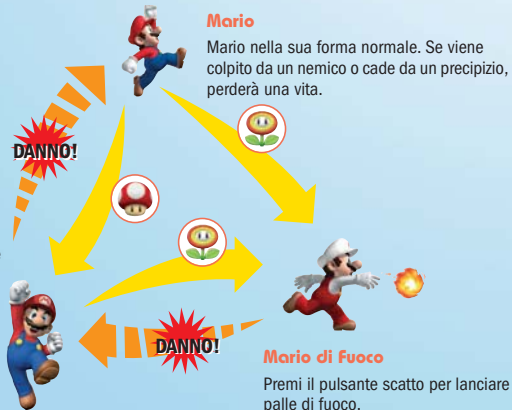 Mario
Mario nella sua forma normale. Se viene
colpito da un nemico o cade da un precipizio,
perderà una vita.
DANNO!
DANNO!
Mario di Fuoco
Premi il pulsante scatto per lanciare
palle di fuoco.